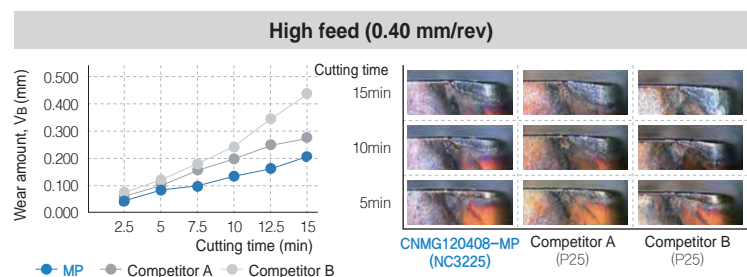 High feed (0.40 mm/rev)
Wear amount, VB (mm)
0.500
0.400
0.300
0.200
0.100
0.000
2.5 5 7.5 10 12.5 15
Cutting time (min)
MP Competitor A Competitor B
Cutting time
15min
10min
5min
CNMG120408-MP
(NC3225)
Competitor A
(P25)
Competitor B
(P25)